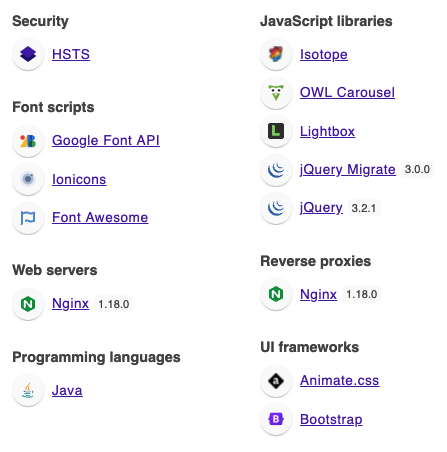 Security
HSTS
Font scripts
Google Font API
Ionicons
Font Awesome
Web servers
Nginx 1.18.0
Programming languages
Java
JavaScript libraries
Isotope
OWL Carousel
L
Lightbox
jQuery Migrate 3.0.0
jQuery 3.2.1
Reverse proxies
Nginx 1.18.0
UI frameworks
Animate.css
B
Bootstrap